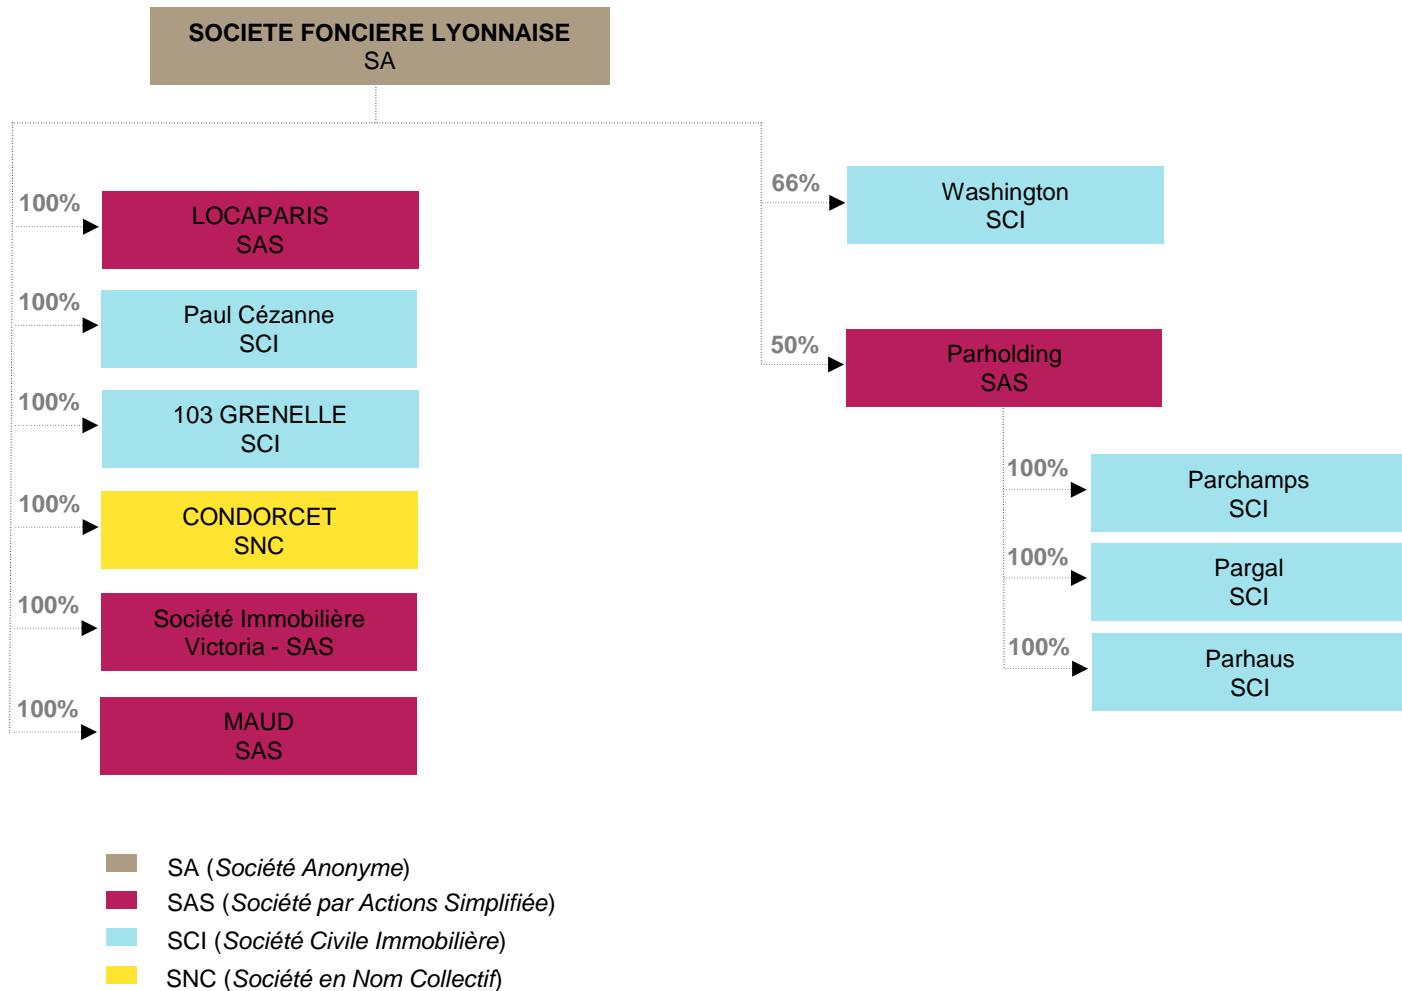 SOCIETE FONCIERE LYONNAISE
SA
100%
LOCAPARIS
SAS
100%
Paul Cézanne
SCI
100%
103 GRENELLE
SCI
100%
CONDORCET
SNC
100%
Société Immobilière
Victoria - SAS
100%
MAUD
SAS
66%
Washington
SCI
50%
Parholding
SAS
100%
Parchamps
SCI
100%
Pargal
SCI
100%
Parhaus
SCI
SA (Société Anonyme)
SAS (Société par Actions Simplifiée)
SCI (Société Civile Immobilière)
SNC (Société en Nom Collectif)